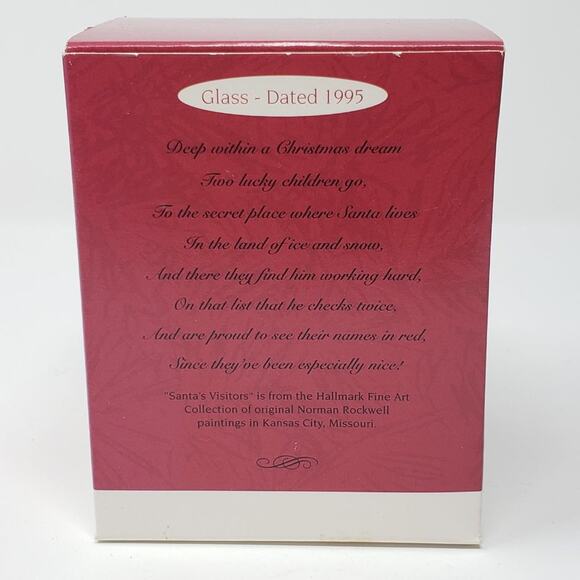 Glass - Dated 1995
Deep within a Christmas dream
Two lucky children go,
To the secret place where Santa lives
In the land of ice and snow,
And there they find him working hard,
On that list that he checks twice,
And are proud to see their names in red,
Since they've been especially nice!
"Santa's Visitors" is from the Hallmark Fine Art
Collection of original Norman Rockwell
paintings in Kansas City, Missouri.